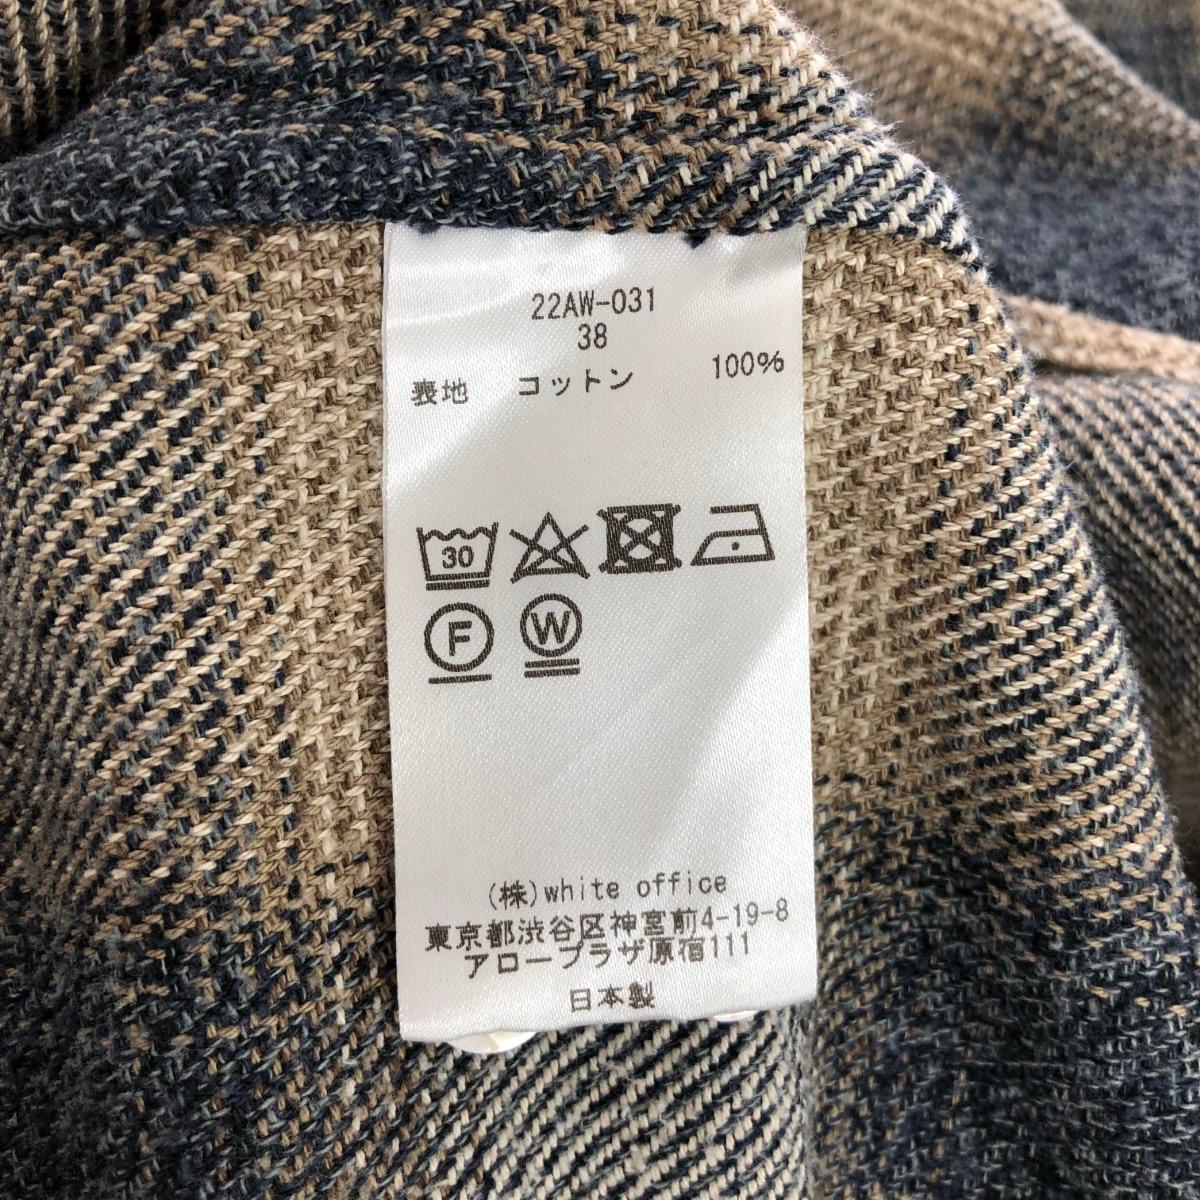 22AW-031
38
表地 コットン 100%
30
F W
(株)white office
東京都渋谷区神宮前4-19-8
アロープラザ原宿111
日本製